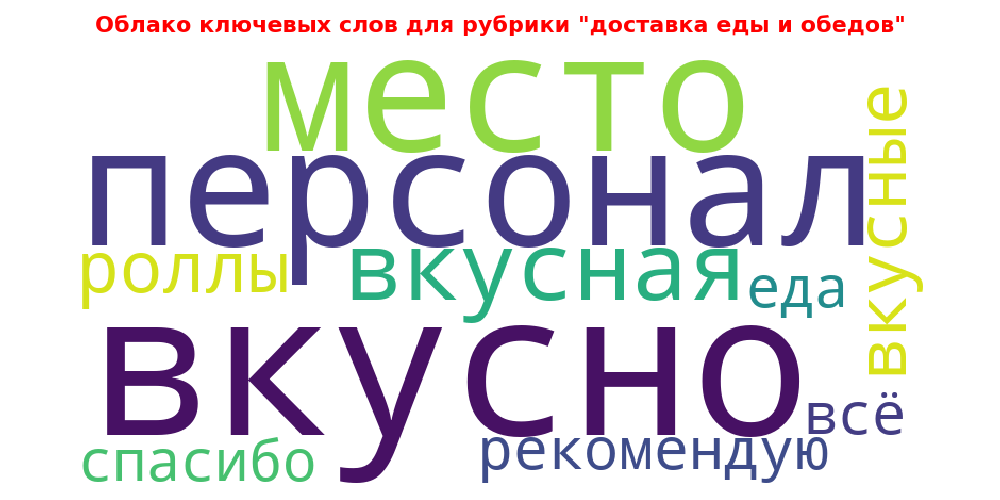 Облако ключевых слов для рубрики "доставка еды и обедов"
место
персонал
вкусные
роллы
вкусная
еда
вкусно
всё
спасибо
рекомендую